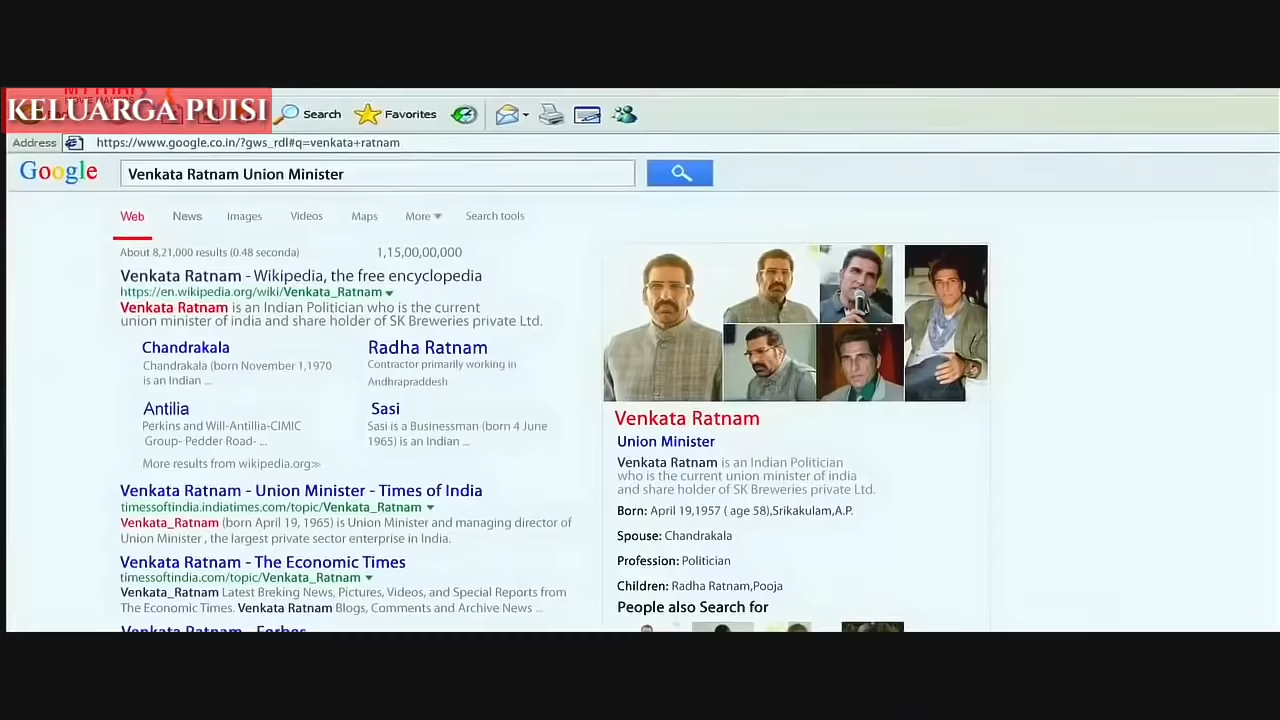 KELUARGA PUISI
Search
Favorites
Address
https://www.google.co.in/?gws_rdl#q=venkata+ratnam
Google
Venkata Ratnam Union Minister
Web News Images Videos Maps More Search tools
About 8,21,000 results (0.48 seconda) 1,15,00,00,000
Venkata Ratnam - Wikipedia, the free encyclopedia
https://en.wikipedia.org/wiki/Venkata_Ratnam
Venkata Ratnam is an Indian Politician who is the current
union minister of india and share holder of SK Breweries private Ltd.
Chandrakala
Chandrakala (born November 1,1970
is an Indian ...
Radha Ratnam
Contractor primarily working in
Andhrapraddesh
Antilia
Perkins and Will-Antillia-CIMIC
Group- Pedder Road- ...
Sasi
Sasi is a Businessman (born 4 June
1965) is an Indian ...
More results from wikipedia.org»
Venkata Ratnam - Union Minister - Times of India
timessoftindia.indiatimes.com/topic/Venkata_Ratnam
Venkata_Ratnam (born April 19, 1965) is Union Minister and managing director of
Union Minister , the largest private sector enterprise in India.
Venkata Ratnam - The Economic Times
timessoftindia.com/topic/Venkata_Ratnam
Venkata_Ratnam Latest Breking News, Pictures, Videos, and Special Reports from
The Economic Times. Venkata Ratnam Blogs, Comments and Archive News ...
Venkata Ratnam - Forbes
Venkata Ratnam
Union Minister
Venkata Ratnam is an Indian Politician
who is the current union minister of india
and share holder of SK Breweries private Ltd.
Born: April 19,1957 ( age 58),Srikakulam,A.P.
Spouse: Chandrakala
Profession: Politician
Children: Radha Ratnam,Pooja
People also Search for